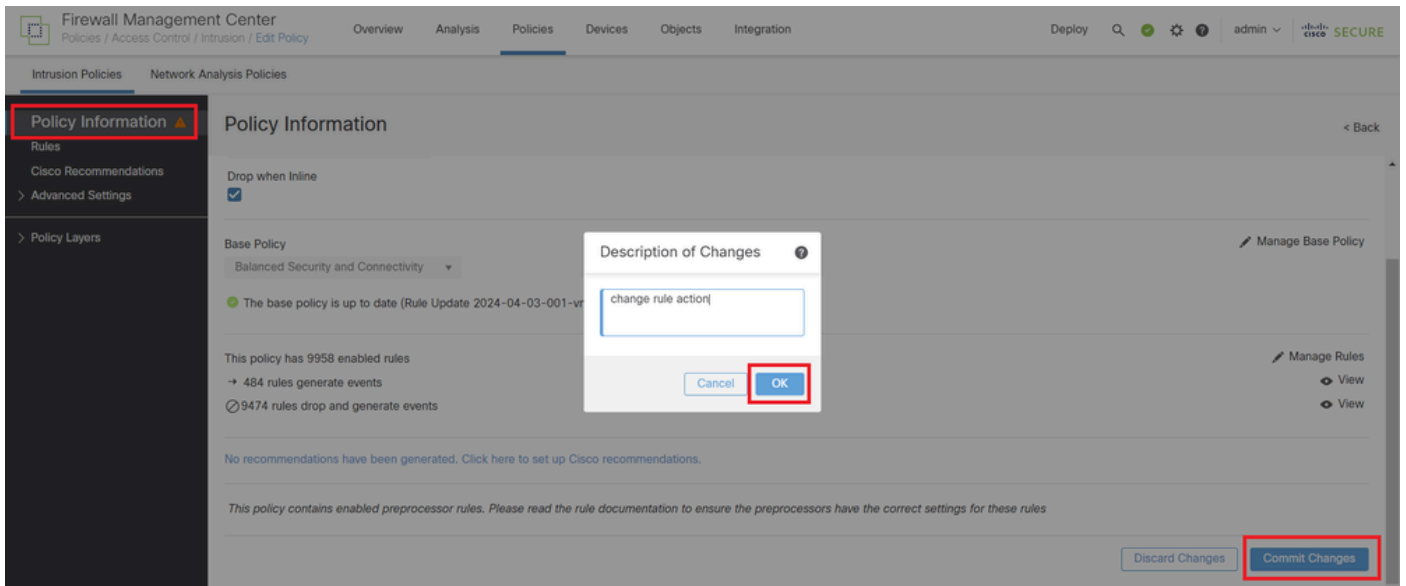 Firewall Management Center
Policies / Access Control / Intrusion / Edit Policy
Overview Analysis Policies Devices Objects Integration
Deploy admin cisco SECURE
Intrusion Policies Network Analysis Policies
Policy Information
Rules
Cisco Recommendations
Advanced Settings
Policy Layers
Policy Information
< Back
Drop when Inline
Base Policy
Manage Base Policy
Balanced Security and Connectivity
The base policy is up to date (Rule Update 2024-04-03-001-vr
Description of Changes
change rule action
Cancel OK
This policy has 9958 enabled rules
Manage Rules
→ 484 rules generate events
View
9474 rules drop and generate events
View
No recommendations have been generated. Click here to set up Cisco recommendations.
This policy contains enabled preprocessor rules. Please read the rule documentation to ensure the preprocessors have the correct settings for these rules
Discard Changes Commit Changes